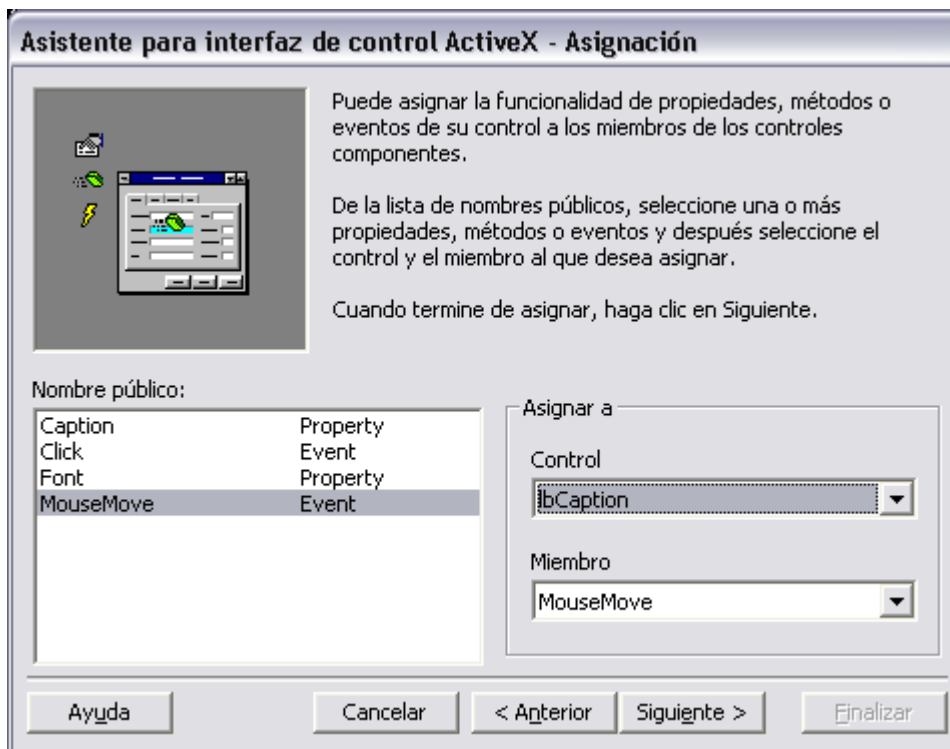 Asistente para interfaz de control ActiveX - Asignación
Puede asignar la funcionalidad de propiedades, métodos o
eventos de su control a los miembros de los controles
componentes.
De la lista de nombres públicos, seleccione una o más
propiedades, métodos o eventos y después seleccione el
control y el miembro al que desea asignar.
Cuando termine de asignar, haga clic en Siguiente.
Nombre público:
Caption Property
Click Event
Font Property
MouseMove Event
Asignar a
Control
lbCaption
Miembro
MouseMove
Ayuda
Cancelar
< Anterior
Siguiente >
Finalizar